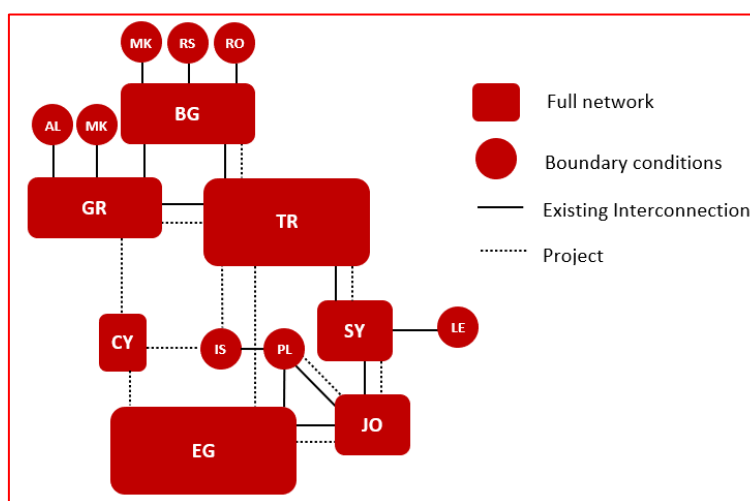 MK
RS
RO
BG
AL
MK
GR
TR
CY
IS
PL
SY
LE
EG
JO
Full network
Boundary conditions
Existing Interconnection
Project